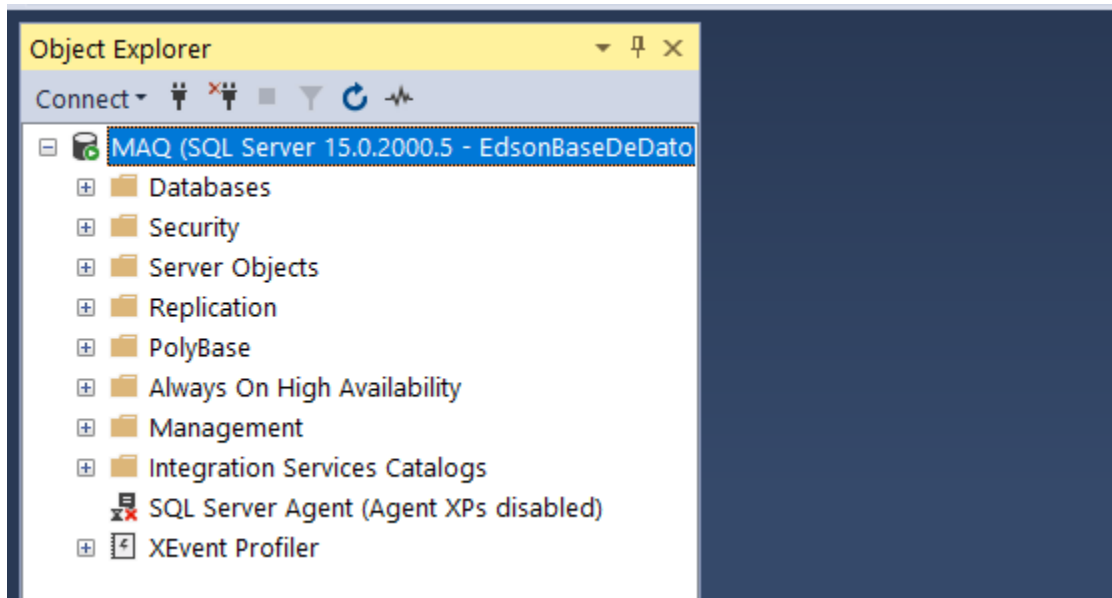 Object Explorer
Connect
MAQ (SQL Server 15.0.2000.5 - EdsonBaseDeDato
Databases
Security
Server Objects
Replication
PolyBase
Always On High Availability
Management
Integration Services Catalogs
SQL Server Agent (Agent XPs disabled)
XEvent Profiler